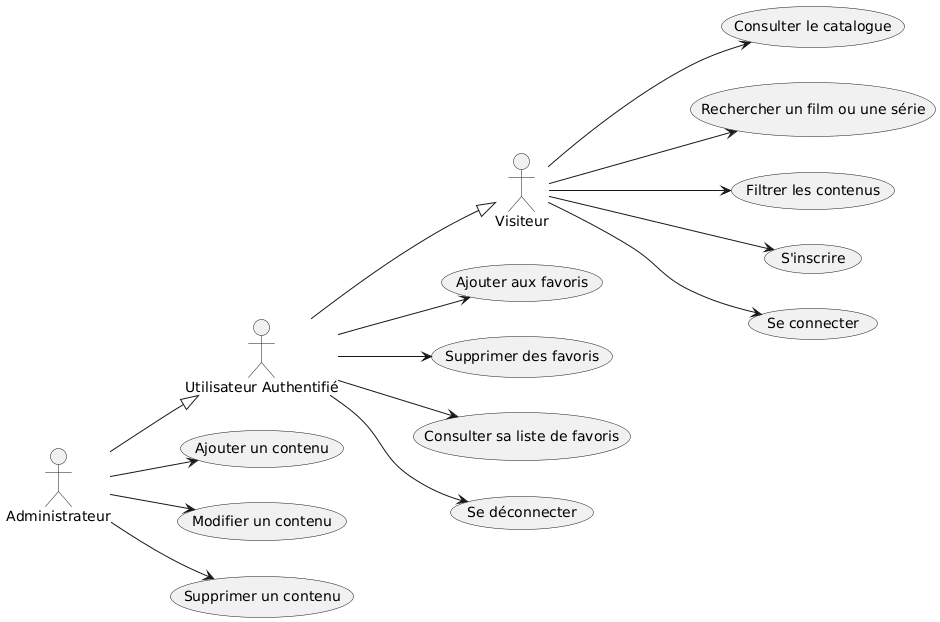 Consulter le catalogue
Rechercher un film ou une série
Filtrer les contenus
Visiteur
S'inscrire
Ajouter aux favoris
Se connecter
Supprimer des favoris
Utilisateur Authentifié
Consulter sa liste de favoris
Ajouter un contenu
Se déconnecter
Administrateur
Modifier un contenu
Supprimer un contenu